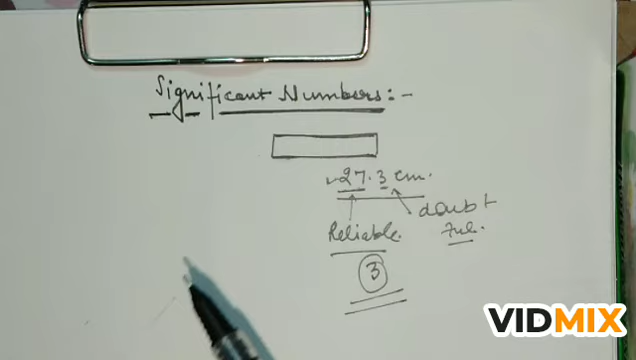 Significant Numbers:-
27.3 cm.
doubt
ful.
Reliable.
3
VIDMIX